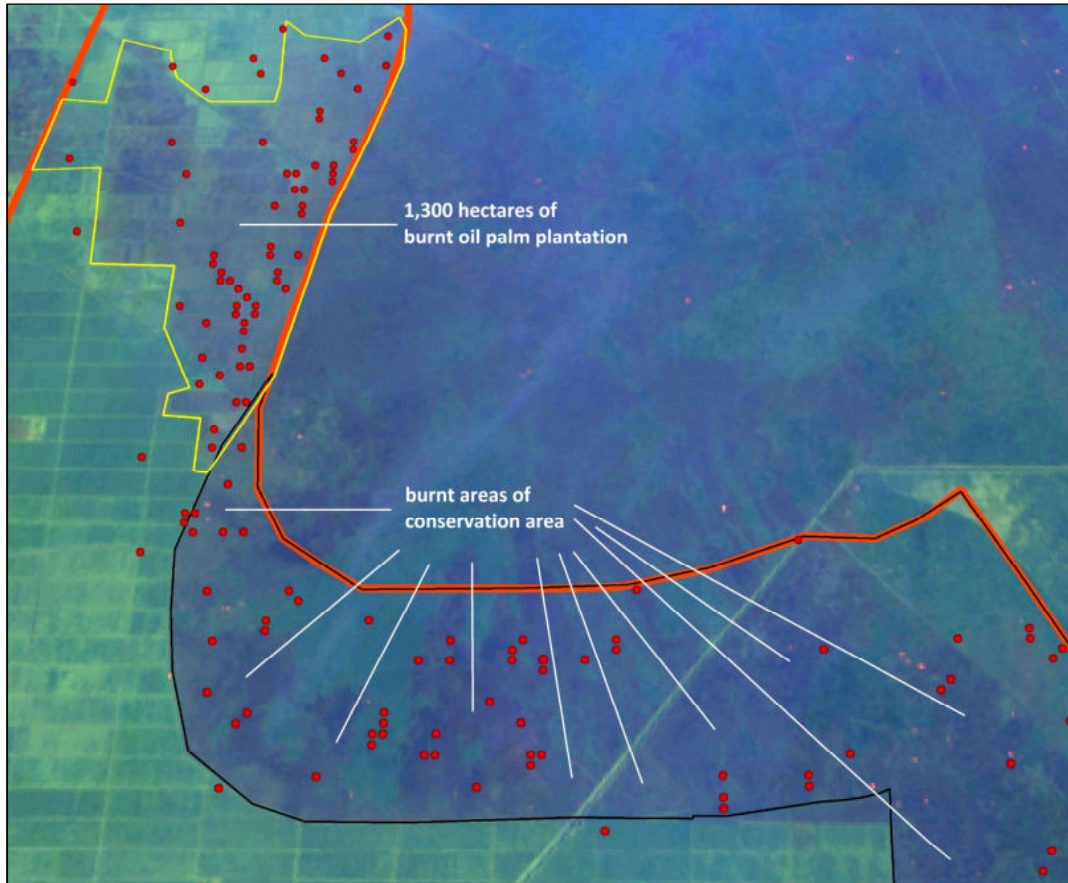 1,300 hectares of
burnt oil palm plantation
burnt areas of
conservation area